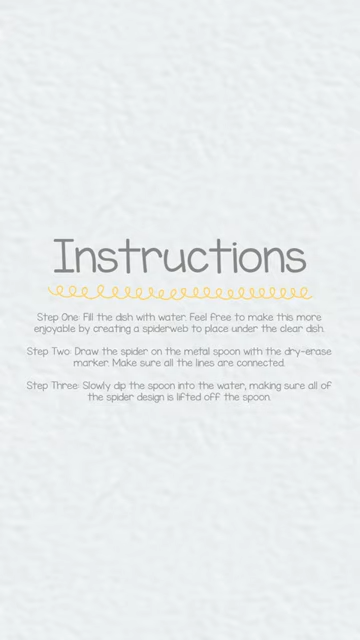 Instructions
Step One: Fill the dish with water. Feel free to make this more
enjoyable by creating a spiderweb to place under the clear dish.
Step Two: Draw the spider on the metal spoon with the dry-erase
marker. Make sure all the lines are connected.
Step Three: Slowly dip the spoon into the water, making sure all of
the spider design is lifted off the spoon.